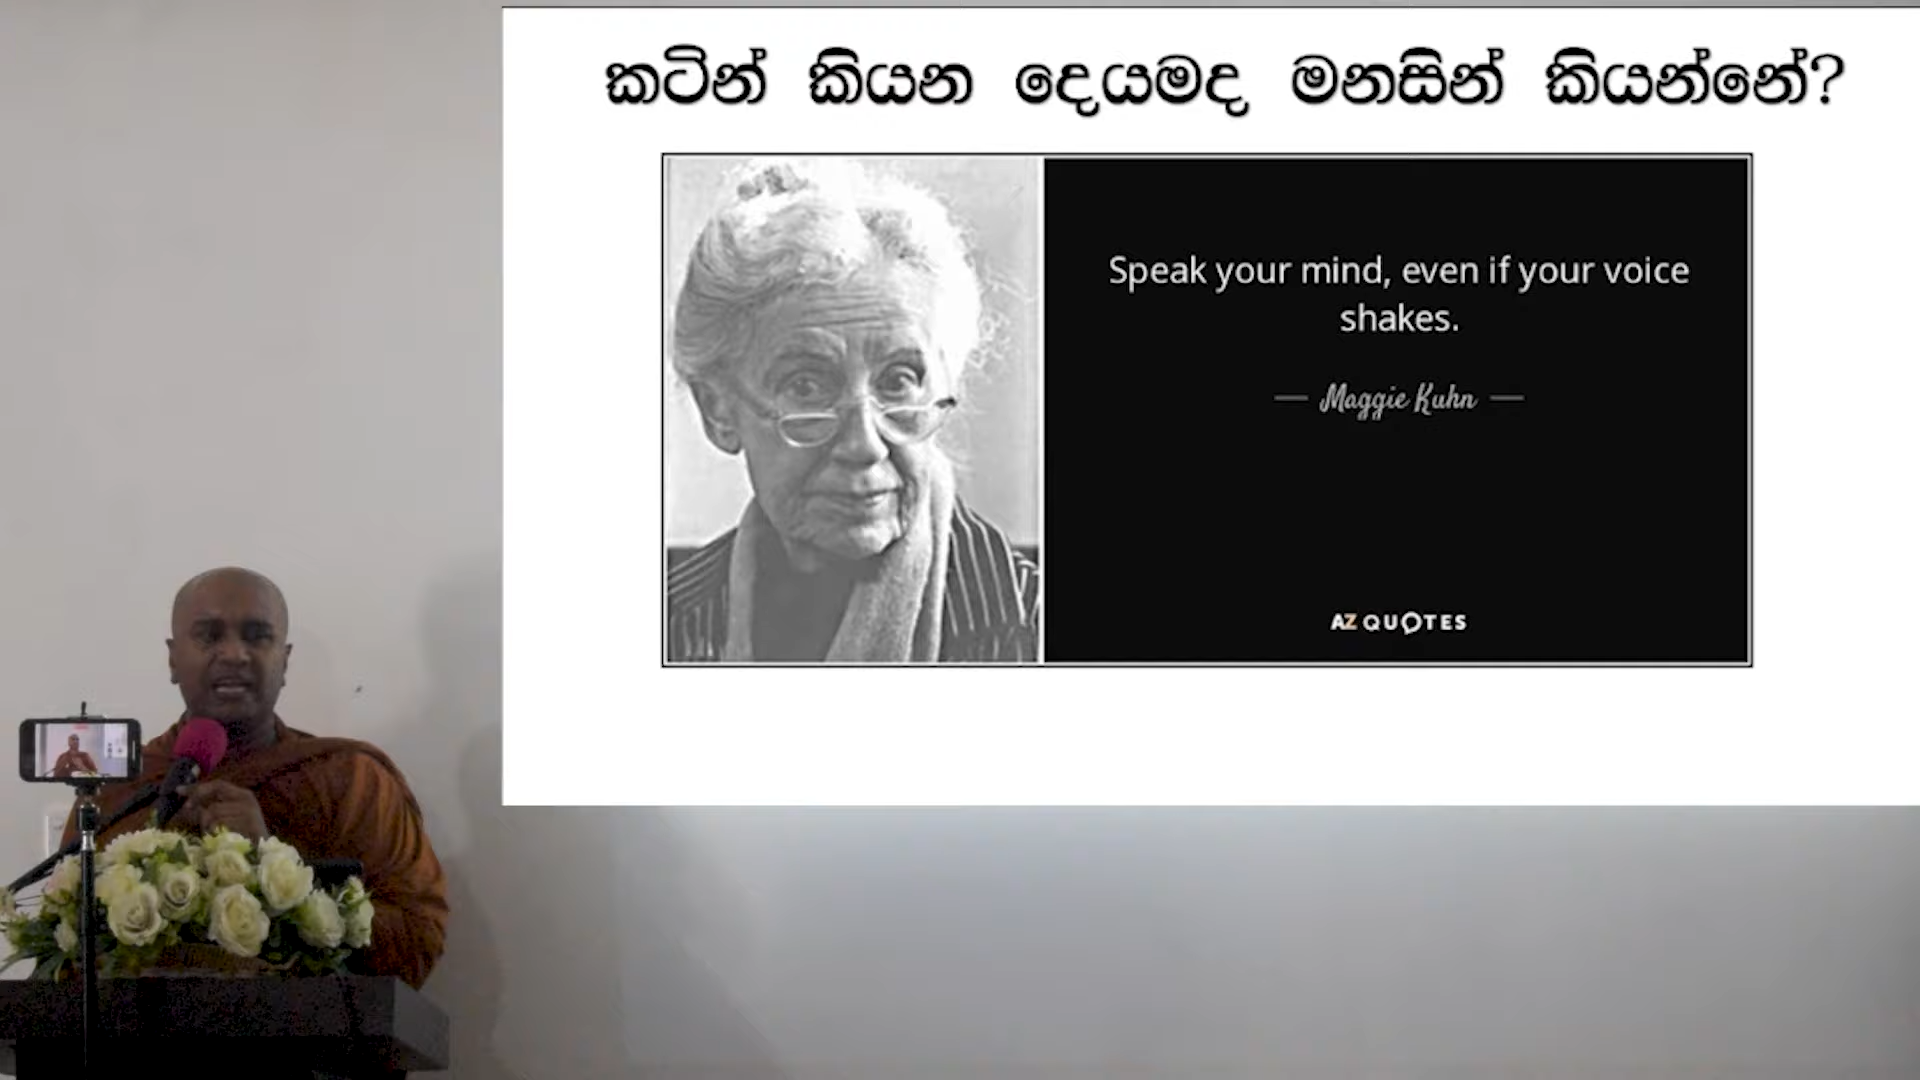 කටින් කියන දෙයමද මනසින් කියන්නේ?
Speak your mind, even if your voice
shakes.
— Maggie Kuhn —
AZ QUOTES